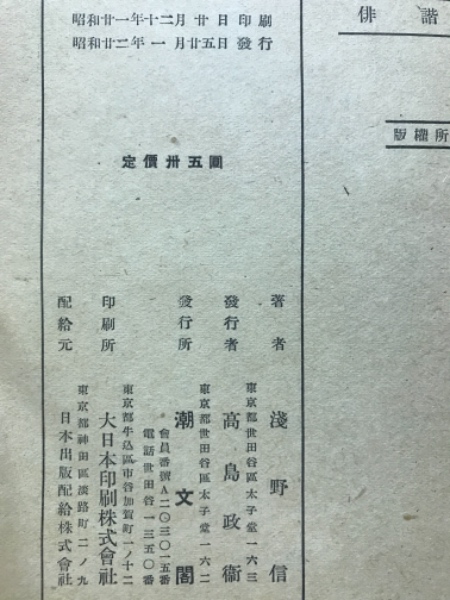 俳諧
版權所
昭和廿一年十二月廿日印刷
昭和廿二年一月廿五日發行
定價卅五圓
著者 淺野信
東京都世田谷區太子堂一六三
發行者 高島政衞
東京都世田谷區太子堂一六二
發行所 潮文閣
會員番號A二〇三〇一五番
電話世田谷一三五〇番
東京都牛込區市谷加賀町一ノ十二
印刷所 大日本印刷株式會社
東京都神田區淡路町二ノ九
配給元 日本出版配給株式會社